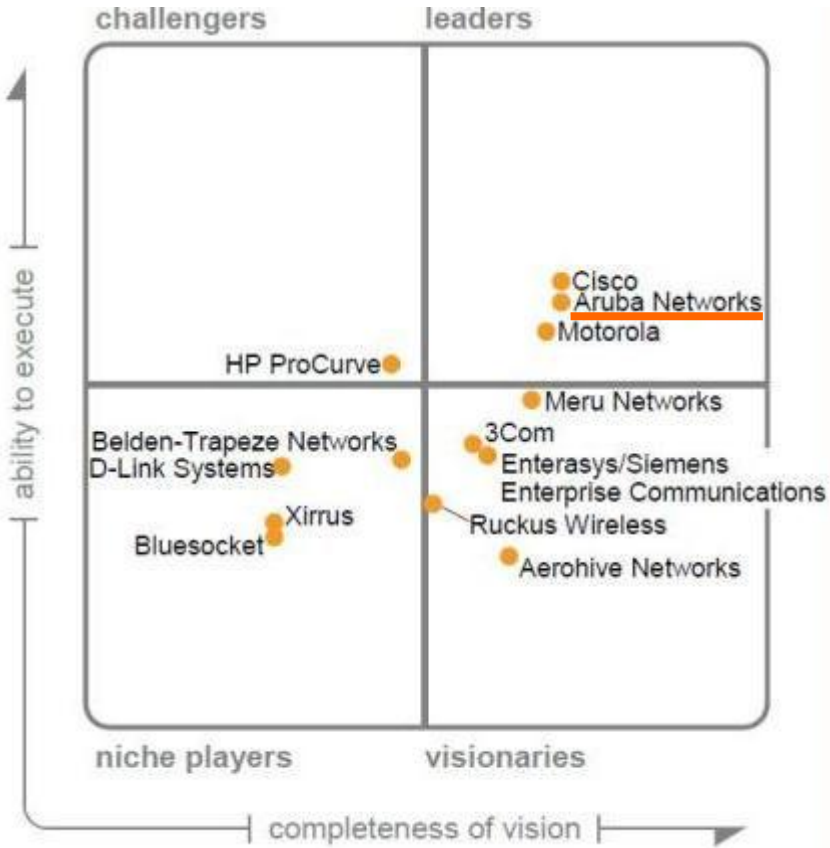 challengers
leaders
ability to execute
Cisco
Aruba Networks
Motorola
HP ProCurve
Meru Networks
3Com
Belden-Trapeze Networks
D-Link Systems
Enterasys/Siemens
Enterprise Communications
Xirrus
Ruckus Wireless
Bluesocket
Aerohive Networks
niche players
visionaries
completeness of vision